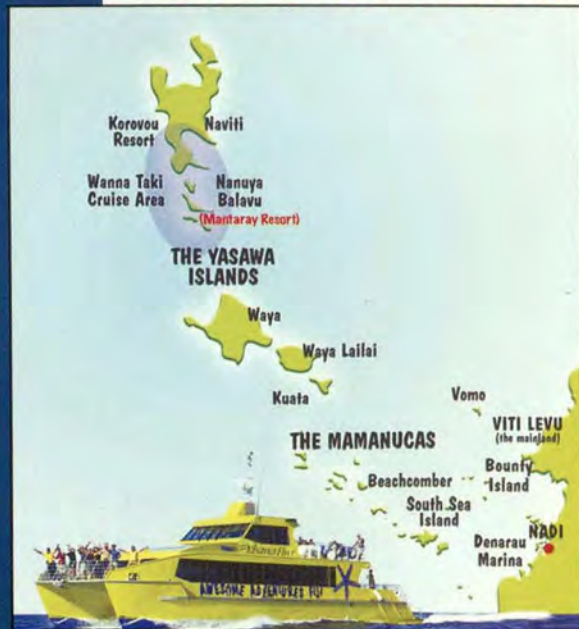 Korovou
Resort
Naviti
Wanna Taki
Cruise Area
Nanuya
Balavu
(Mantaray Resort)
THE YASAWA
ISLANDS
Waya
Waya Lailai
Kuata
Vomo
VITI LEVU
(the mainland)
THE MAMANUCAS
Bounty
Island
Beachcomber
South Sea
Island
NADI
Denarau
Marina
AWESOME ADVENTURES FIJI